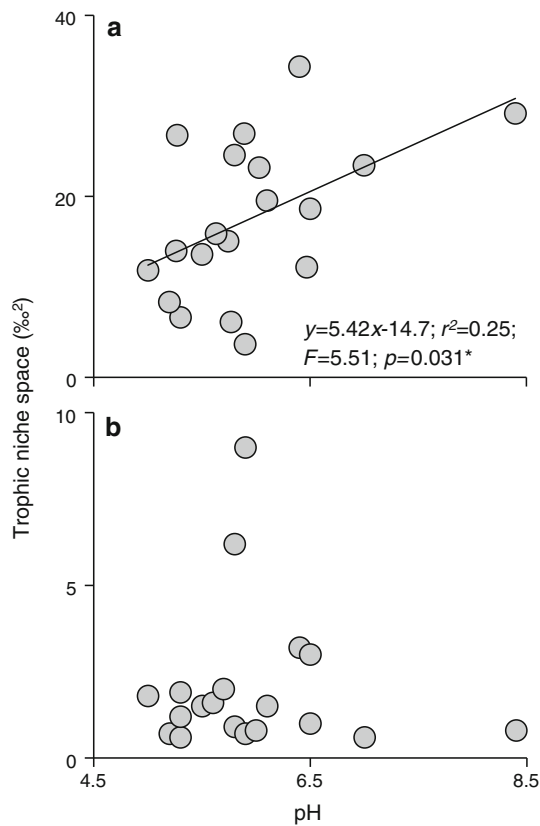 40
a
20
y=5.42x-14.7; r²=0.25;
F=5.51; p=0.031*
0
Trophic niche space (‰²)
10
b
5
0
4.5 6.5 8.5
pH